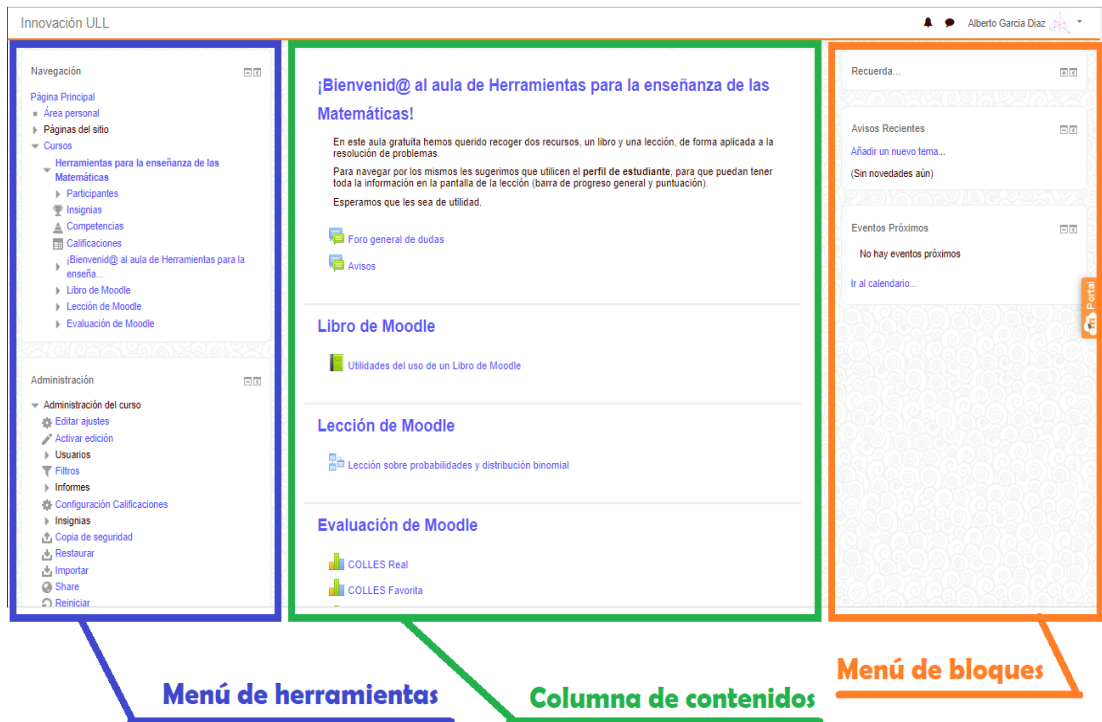 Innovación ULL
Alberto Garcia Diaz
Navegación
Página Principal
Área personal
Páginas del sitio
Cursos
Herramientas para la enseñanza de las
Matemáticas
Participantes
Insignias
Competencias
Calificaciones
¡Bienvenid@ al aula de Herramientas para la
enseña...
Libro de Moodle
Lección de Moodle
Evaluación de Moodle
Administración
Administración del curso
Editar ajustes
Activar edición
Usuarios
Filtros
Informes
Configuración Calificaciones
Insignias
Copia de seguridad
Restaurar
Importar
Share
Reiniciar
¡Bienvenid@ al aula de Herramientas para la enseñanza de las
Matemáticas!
En este aula gratuita hemos querido recoger dos recursos, un libro y una lección, de forma aplicada a la
resolución de problemas.
Para navegar por los mismos les sugerimos que utilicen el perfil de estudiante, para que puedan tener
toda la información en la pantalla de la lección (barra de progreso general y puntuación).
Esperamos que les sea de utilidad.
Foro general de dudas
Avisos
Libro de Moodle
Utilidades del uso de un Libro de Moodle
Lección de Moodle
Lección sobre probabilidades y distribución binomial
Evaluación de Moodle
COLLES Real
COLLES Favorita
Recuerda...
Avisos Recientes
Añadir un nuevo tema...
(Sin novedades aún)
Eventos Próximos
No hay eventos próximos
Ir al calendario...
Portal
Menú de herramientas
Columna de contenidos
Menú de bloques